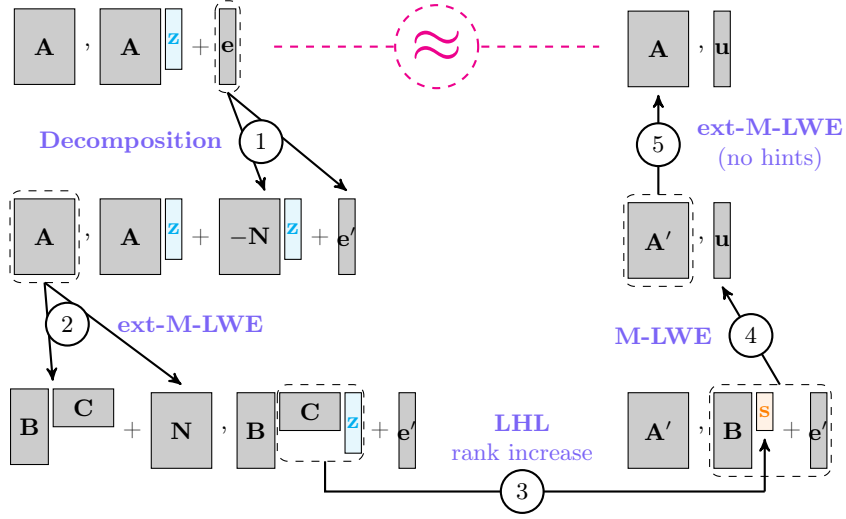 A , A z + e ≈ A , u
Decomposition 1
5 ext-M-LWE
(no hints)
A , A z + −N z + e′
A′ , u
2 ext-M-LWE
M-LWE 4
B C + N , B C z + e′
LHL
rank increase
3
A′ , B s + e′